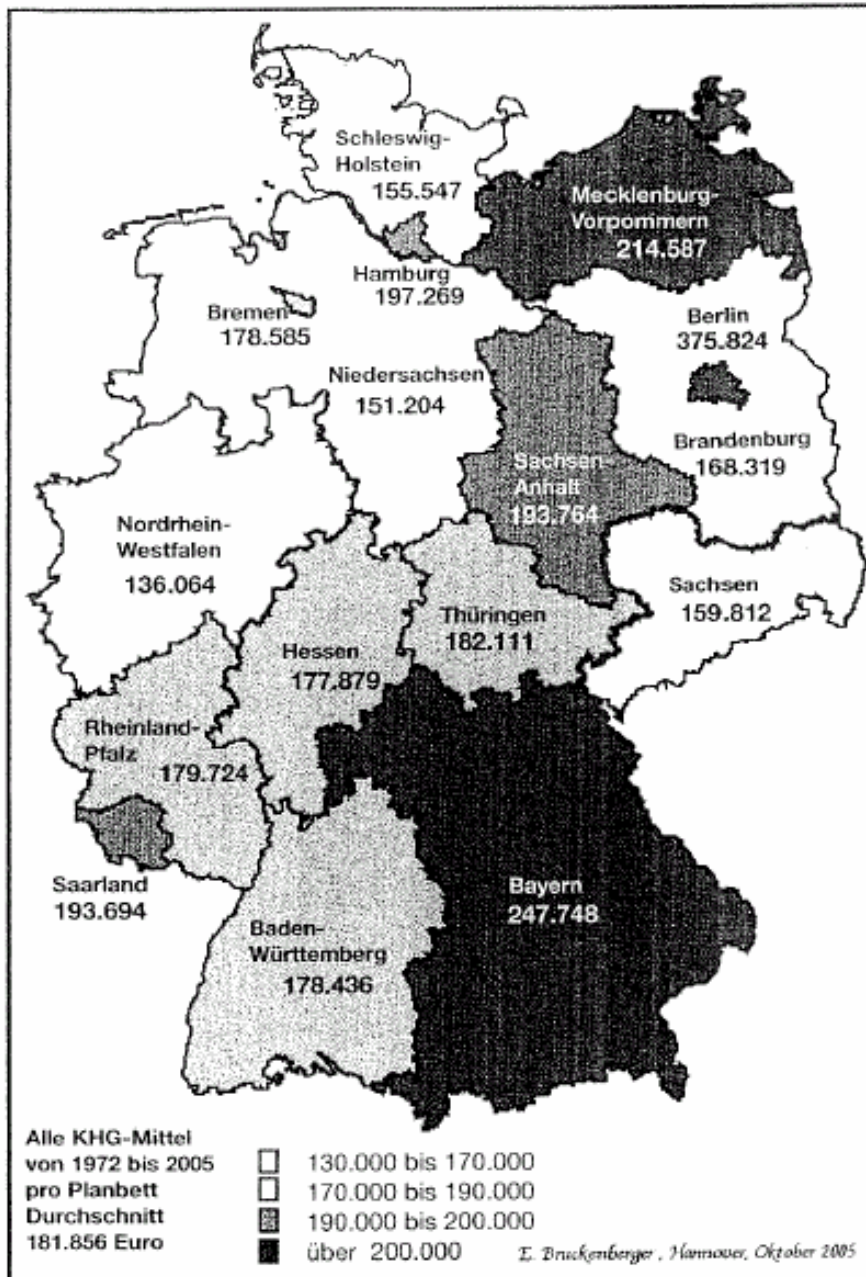 Schleswig-
Holstein
155.547
Mecklenburg-
Vorpommern
214.587
Hamburg
197.269
Bremen
178.585
Berlin
375.824
Niedersachsen
151.204
Brandenburg
168.319
Sachsen-
Anhalt
193.764
Nordrhein-
Westfalen
136.064
Sachsen
159.812
Thüringen
182.111
Hessen
177.879
Rheinland-
Pfalz
179.724
Saarland
193.694
Bayern
247.748
Baden-
Württemberg
178.436
Alle KHG-Mittel
von 1972 bis 2005
pro Planbett
Durchschnitt
181.856 Euro
130.000 bis 170.000
170.000 bis 190.000
190.000 bis 200.000
über 200.000
E. Bruckenberger, Hannover, Oktober 2005